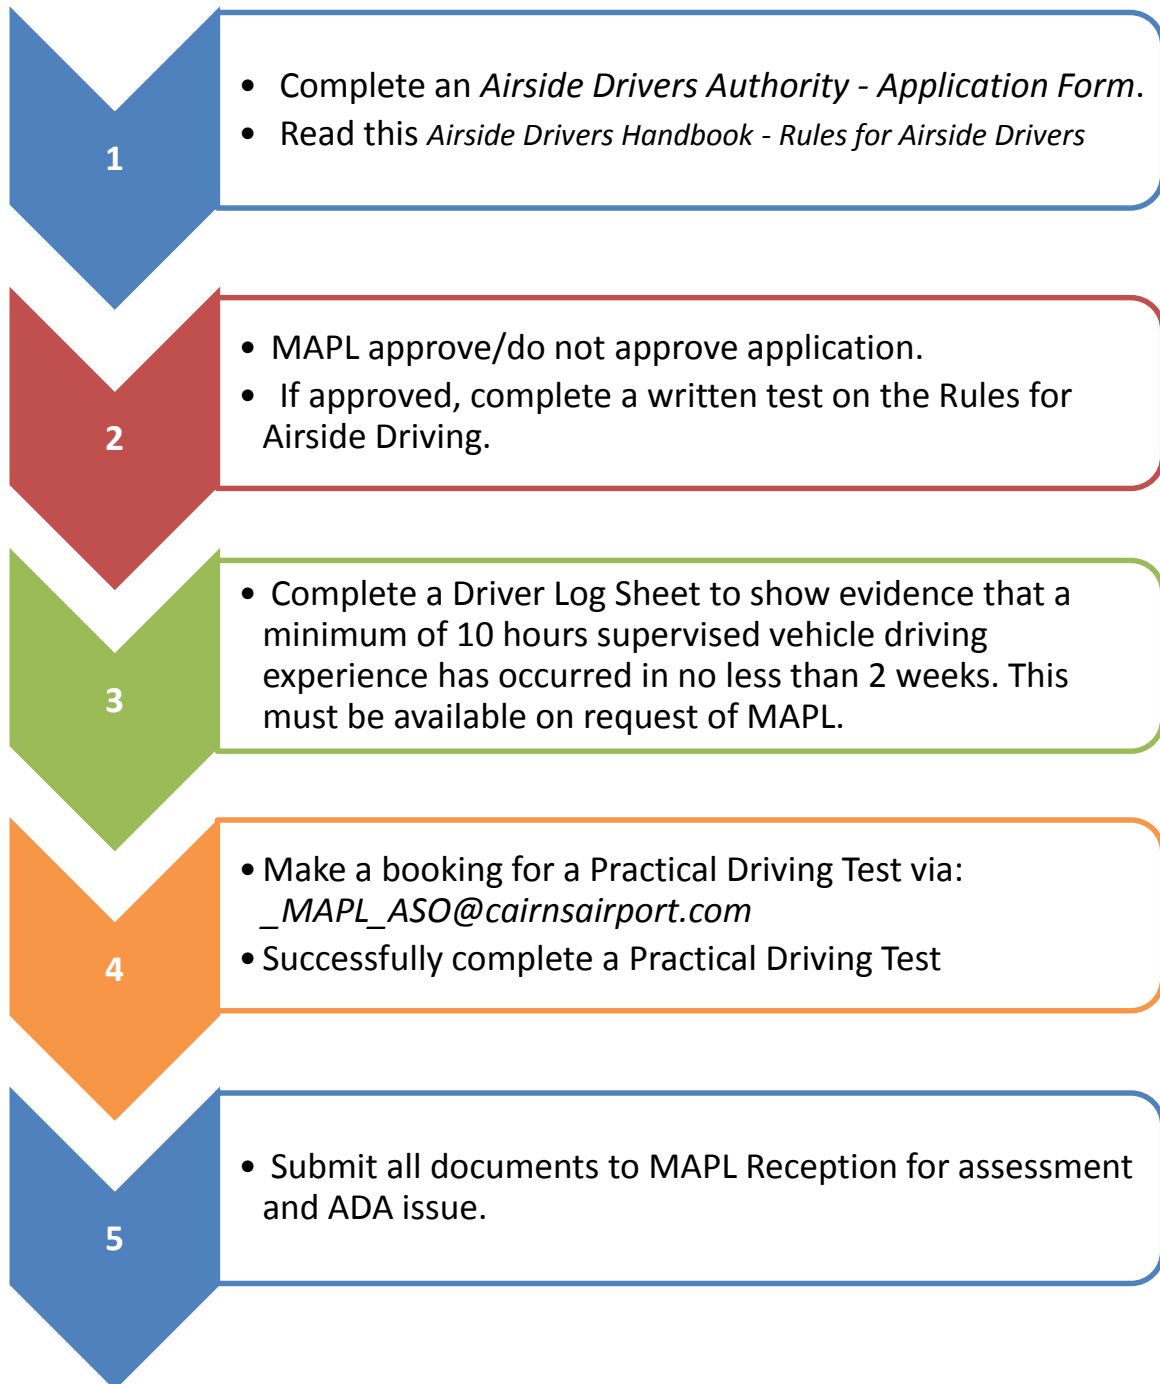 1
• Complete an Airside Drivers Authority - Application Form.
• Read this Airside Drivers Handbook - Rules for Airside Drivers
2
• MAPL approve/do not approve application.
• If approved, complete a written test on the Rules for
Airside Driving.
3
• Complete a Driver Log Sheet to show evidence that a
minimum of 10 hours supervised vehicle driving
experience has occurred in no less than 2 weeks. This
must be available on request of MAPL.
4
• Make a booking for a Practical Driving Test via:
_MAPL_ASO@cairnsairport.com
• Successfully complete a Practical Driving Test
5
• Submit all documents to MAPL Reception for assessment
and ADA issue.